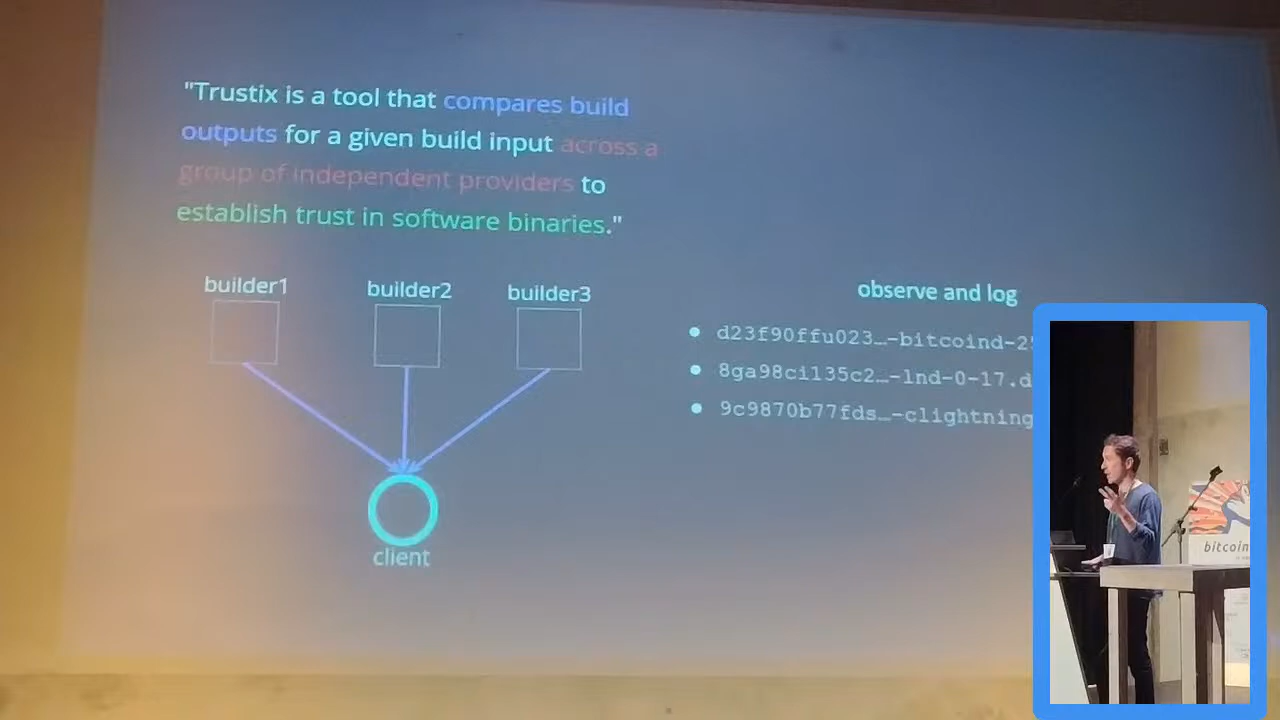 "Trustix is a tool that compares build
outputs for a given build input across a
group of independent providers to
establish trust in software binaries."
builder1
builder2
builder3
client
observe and log
• d23f90ffu023…-bitcoind-2
• 8ga98ci135c2…-lnd-0-17.d
• 9c9870b77fds…-clightning
bitcoin